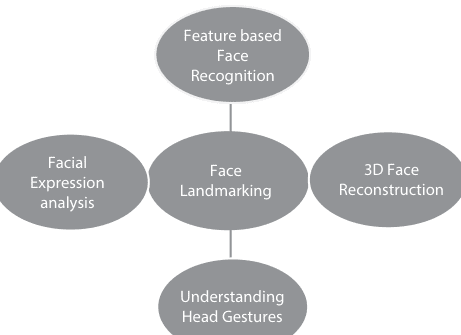 Feature based
Face
Recognition
Facial
Expression
analysis
Face
Landmarking
3D Face
Reconstruction
Understanding
Head Gestures